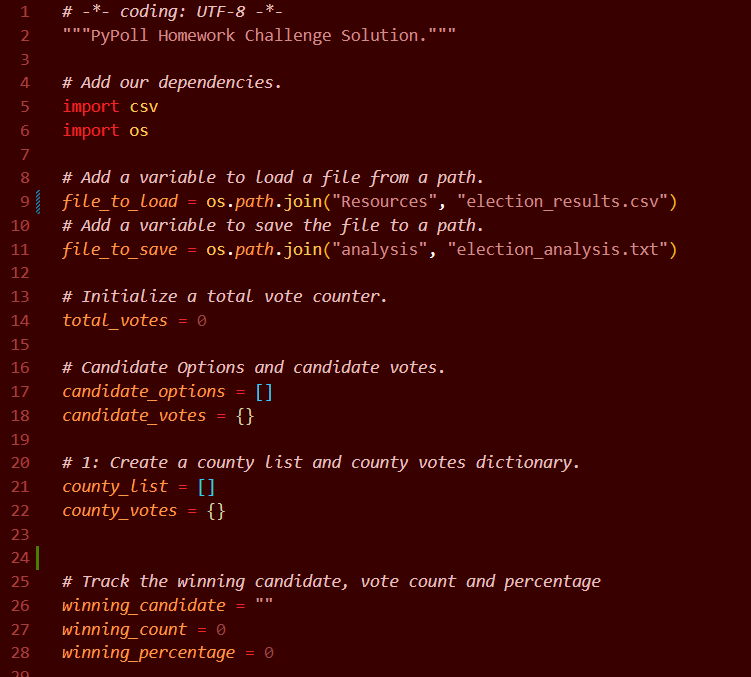 1 # -*- coding: UTF-8 -*-
2 """PyPoll Homework Challenge Solution."""
3
4 # Add our dependencies.
5 import csv
6 import os
7
8 # Add a variable to load a file from a path.
9 file_to_load = os.path.join("Resources", "election_results.csv")
10 # Add a variable to save the file to a path.
11 file_to_save = os.path.join("analysis", "election_analysis.txt")
12
13 # Initialize a total vote counter.
14 total_votes = 0
15
16 # Candidate Options and candidate votes.
17 candidate_options = []
18 candidate_votes = {}
19
20 # 1: Create a county list and county votes dictionary.
21 county_list = []
22 county_votes = {}
23
24
25 # Track the winning candidate, vote count and percentage
26 winning_candidate = ""
27 winning_count = 0
28 winning_percentage = 0
29